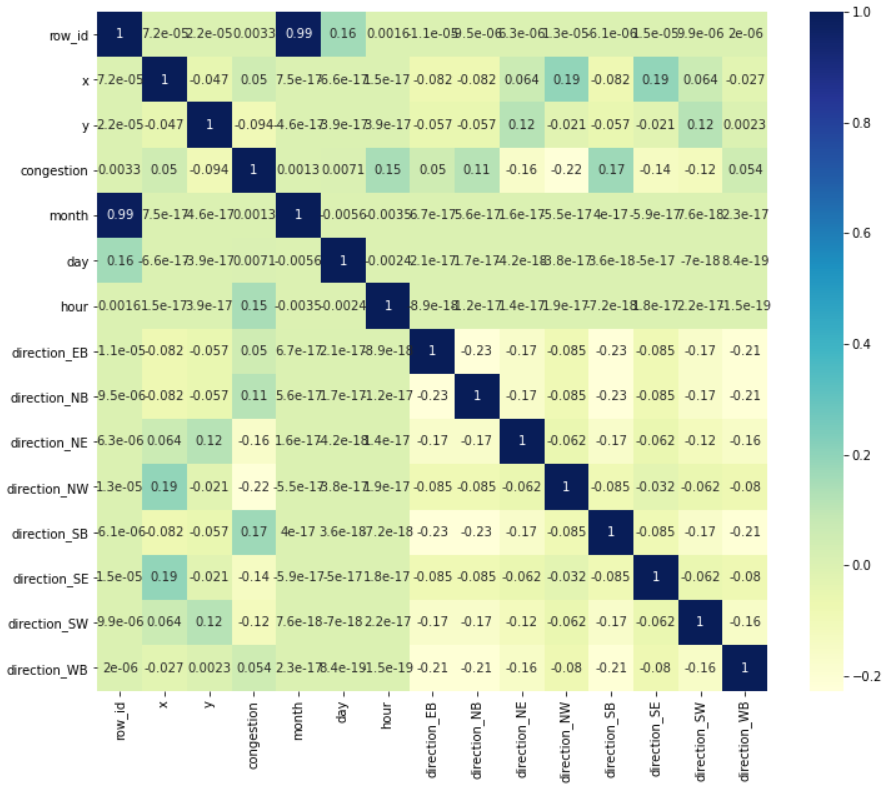 row_id 1 7.2e-05 2.2e-05 0.0033 0.99 0.16 0.0016 -1.1e-05 -9.5e-06 6.3e-06 1.3e-05 6.1e-06 1.5e-05 9.9e-06 2e-06
x 7.2e-05 1 -0.047 0.05 7.5e-17 -6.6e-17 1.5e-17 -0.082 -0.082 0.064 0.19 -0.082 0.19 0.064 -0.027
y 2.2e-05 -0.047 1 -0.094 -4.6e-17 3.9e-17 3.9e-17 -0.057 -0.057 0.12 -0.021 -0.057 -0.021 0.12 0.0023
congestion 0.0033 0.05 -0.094 1 0.0013 0.0071 0.15 0.05 0.11 -0.16 -0.22 0.17 -0.14 -0.12 0.054
month 0.99 7.5e-17 4.6e-17 0.0013 1 -0.0056 -0.0035 6.7e-17 5.6e-17 1.6e-17 -5.5e-17 4e-17 -5.9e-17 7.6e-18 2.3e-17
day 0.16 -6.6e-17 3.9e-17 0.0071 -0.0056 1 -0.0024 2.1e-17 1.7e-17 -4.2e-18 3.8e-17 3.6e-18 -5e-17 -7e-18 8.4e-19
hour 0.0016 1.5e-17 3.9e-17 0.15 -0.0035 -0.0024 1 -8.9e-18 1.2e-17 1.4e-17 1.9e-17 -7.2e-18 1.8e-17 2.2e-17 -1.5e-19
direction_EB -1.1e-05 -0.082 -0.057 0.05 6.7e-17 2.1e-17 -8.9e-18 1 -0.23 -0.17 -0.085 -0.23 -0.085 -0.17 -0.21
direction_NB -9.5e-06 -0.082 -0.057 0.11 5.6e-17 1.7e-17 -1.2e-17 -0.23 1 -0.17 -0.085 -0.23 -0.085 -0.17 -0.21
direction_NE 6.3e-06 0.064 0.12 -0.16 1.6e-17 -4.2e-18 1.4e-17 -0.17 -0.17 1 -0.062 -0.17 -0.062 -0.12 -0.16
direction_NW 1.3e-05 0.19 -0.021 -0.22 -5.5e-17 3.8e-17 1.9e-17 -0.085 -0.085 -0.062 1 -0.085 -0.032 -0.062 -0.08
direction_SB 6.1e-06 -0.082 -0.057 0.17 4e-17 3.6e-18 -7.2e-18 -0.23 -0.23 -0.17 -0.085 1 -0.085 -0.17 -0.21
direction_SE 1.5e-05 0.19 -0.021 -0.14 -5.9e-17 -5e-17 1.8e-17 -0.085 -0.085 -0.062 -0.032 -0.085 1 -0.062 -0.08
direction_SW 9.9e-06 0.064 0.12 -0.12 7.6e-18 -7e-18 2.2e-17 -0.17 -0.17 -0.12 -0.062 -0.17 -0.062 1 -0.16
direction_WB 2e-06 -0.027 0.0023 0.054 2.3e-17 8.4e-19 -1.5e-19 -0.21 -0.21 -0.16 -0.08 -0.21 -0.08 -0.16 1
row_id
x
y
congestion
month
day
hour
direction_EB
direction_NB
direction_NE
direction_NW
direction_SB
direction_SE
direction_SW
direction_WB
1.0
0.8
0.6
0.4
0.2
0.0
−0.2